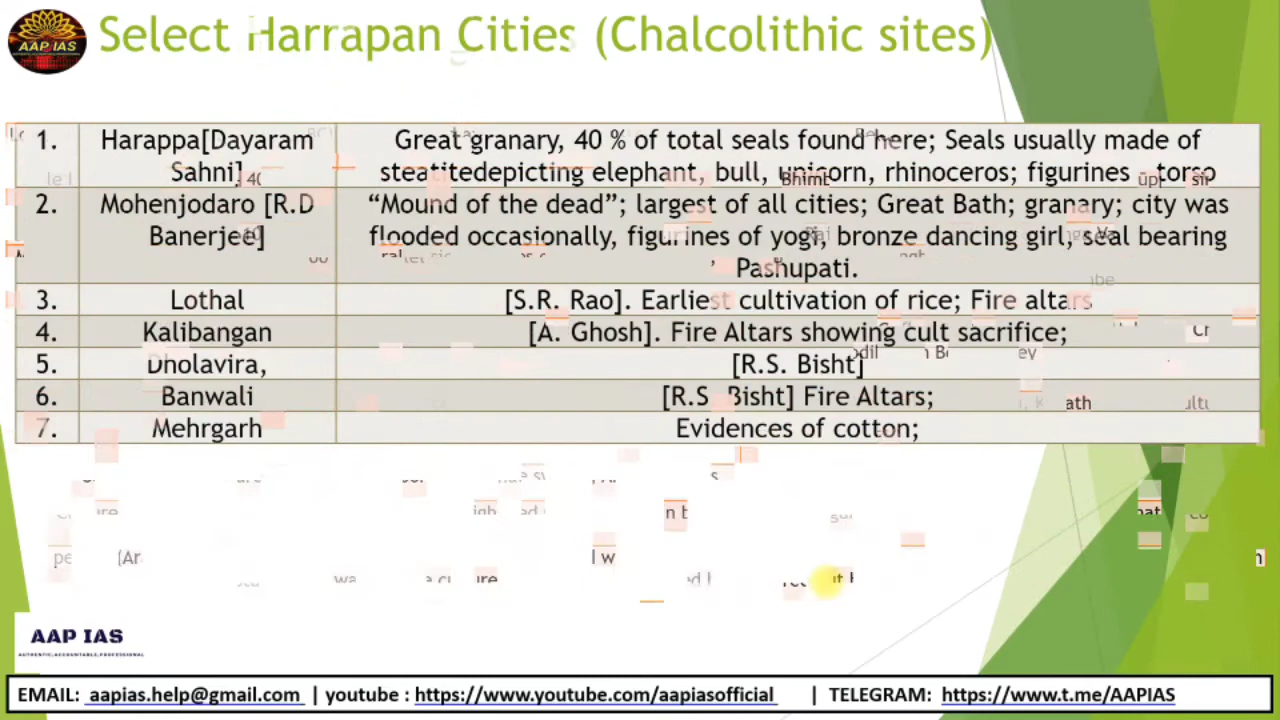 AAP IAS
Select Harrapan Cities (Chalcolithic sites)
1. Harappa[Dayaram Sahni] Great granary, 40 % of total seals found here; Seals usually made of
steatitedepicting elephant, bull, unicorn, rhinoceros; figurines torso
2. Mohenjodaro [R.D Banerjee] “Mound of the dead”; largest of all cities; Great Bath; granary; city was
flooded occasionally, figurines of yogi, bronze dancing girl, seal bearing
Pashupati.
3. Lothal [S.R. Rao]. Earliest cultivation of rice; Fire altars
4. Kalibangan [A. Ghosh]. Fire Altars showing cult sacrifice;
5. Dholavira, [R.S. Bisht]
6. Banwali [R.S Bisht] Fire Altars;
7. Mehrgarh Evidences of cotton;
AAP IAS
AUTHENTIC,ACCOUNTABLE,PROFESSIONAL
EMAIL: aapias.help@gmail.com | youtube : https://www.youtube.com/aapiasofficial | TELEGRAM: https://www.t.me/AAPIAS